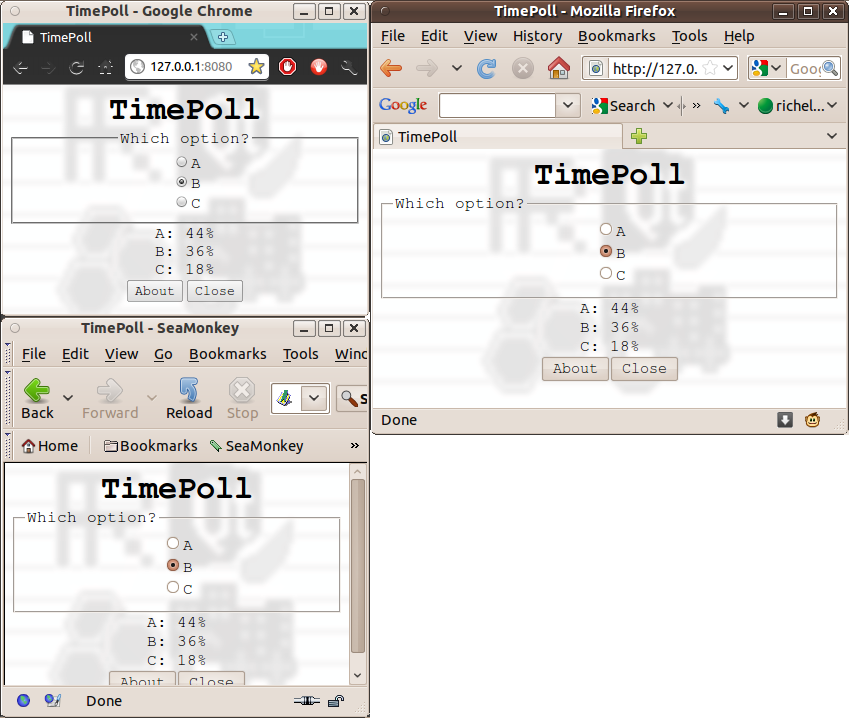 TimePoll - Google Chrome
TimePoll
127.0.0.1:8080
TimePoll
Which option?
A
B
C
A: 44%
B: 36%
C: 18%
About Close
TimePoll - Mozilla Firefox
File Edit View History Bookmarks Tools Help
http://127.0. Goo
Google Search » richel...
TimePoll
TimePoll
Which option?
A
B
C
A: 44%
B: 36%
C: 18%
About Close
Done
TimePoll - SeaMonkey
File Edit View Go Bookmarks Tools Winc
Back Forward Reload Stop S
Home Bookmarks SeaMonkey »
TimePoll
Which option?
A
B
C
A: 44%
B: 36%
C: 18%
About Close
Done